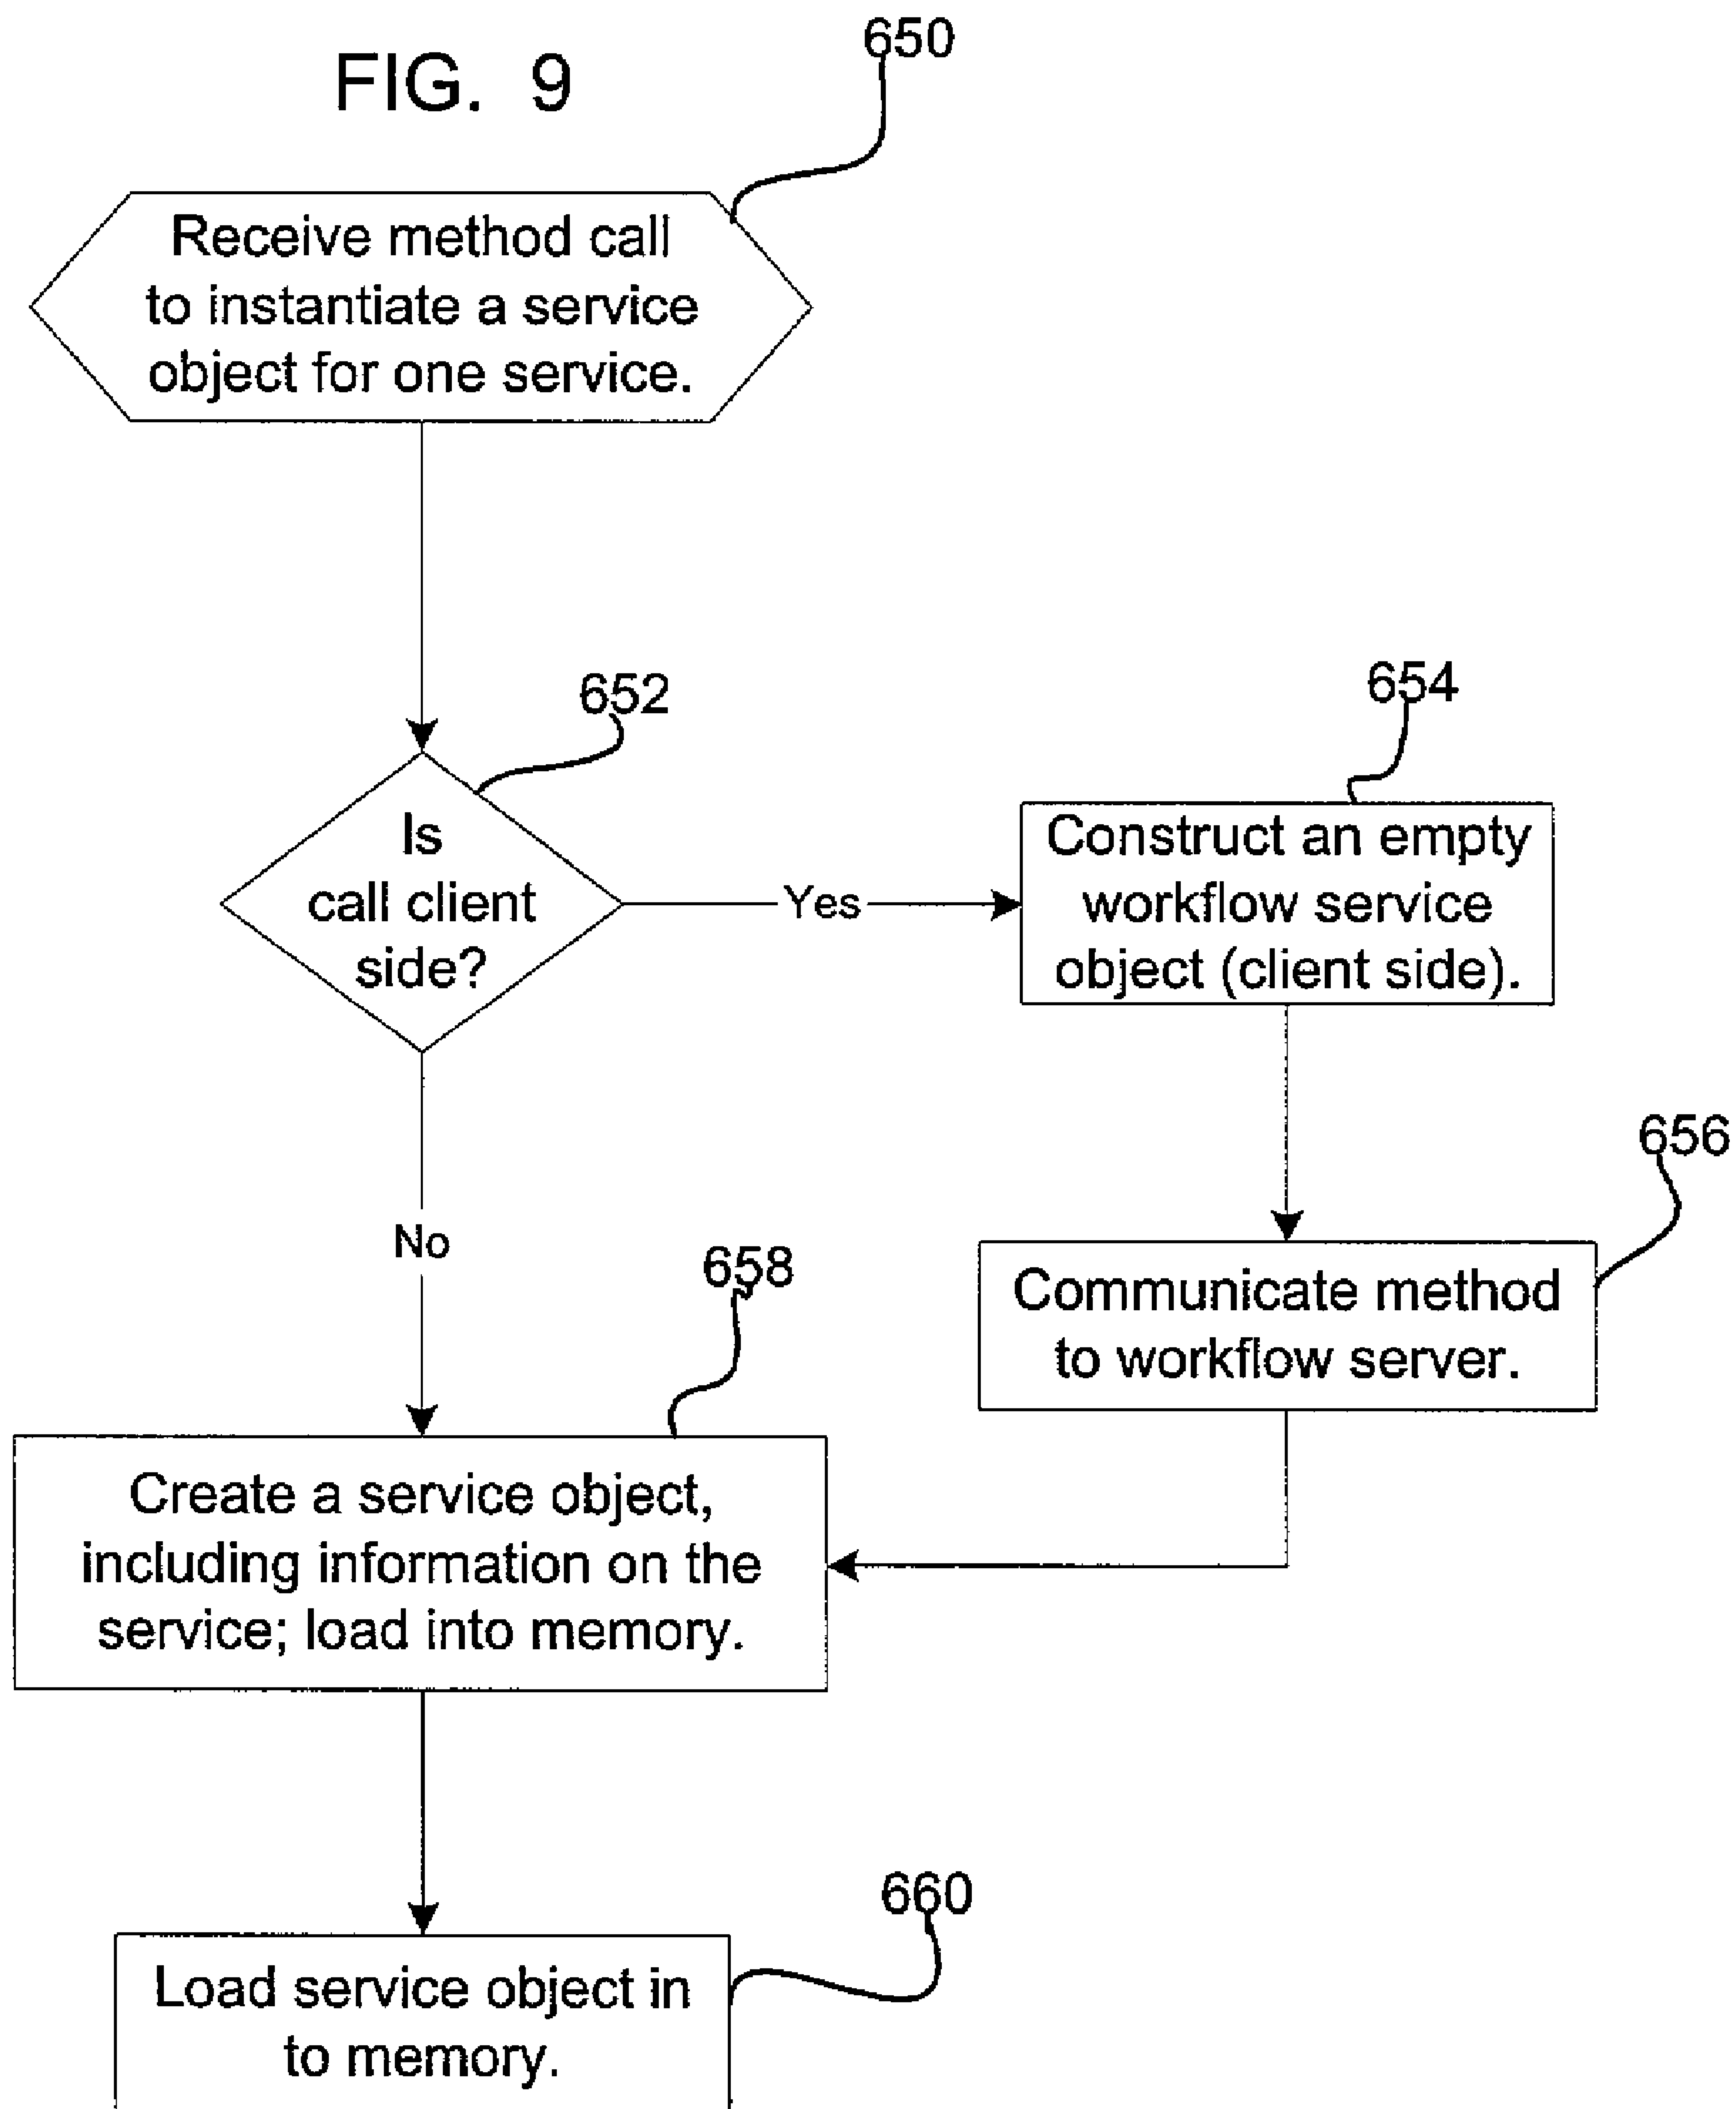 FIG. 9
650
Receive method call
to instantiate a service
object for one service.
652
Is
call client
side?
Yes
654
Construct an empty
workflow service
object (client side).
656
Communicate method
to workflow server.
No
658
Create a service object,
including information on the
service; load into memory.
660
Load service object in
to memory.